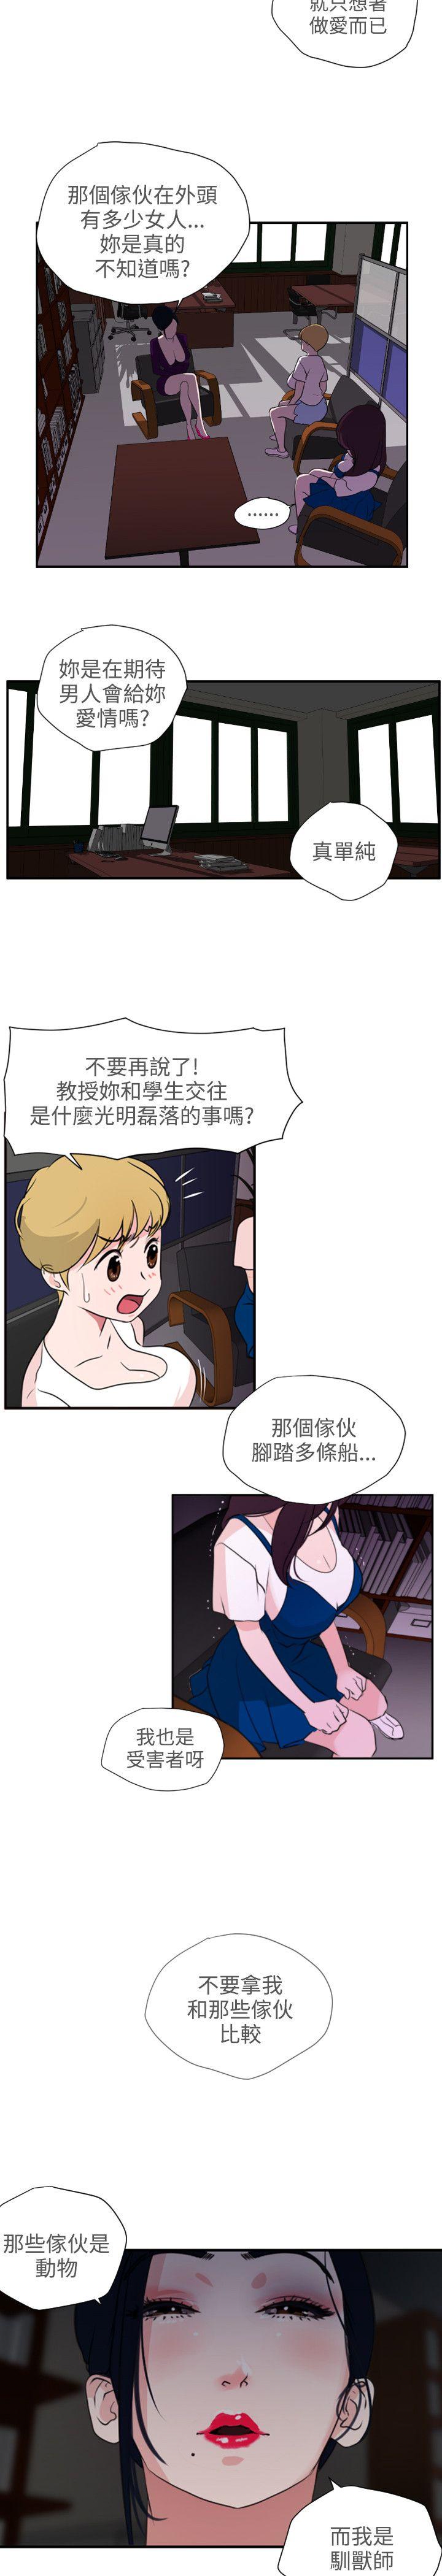 就只想著
做愛而已
那個傢伙在外頭
有多少女人...
妳是真的
不知道嗎?
......
妳是在期待
男人會給妳
愛情嗎?
真單純
不要再說了!
教授妳和學生交往
是什麼光明磊落的事嗎?
那個傢伙
腳踏多條船...
我也是
受害者呀
不要拿我
和那些傢伙
比較
那些傢伙是
動物
而我是
馴獸師